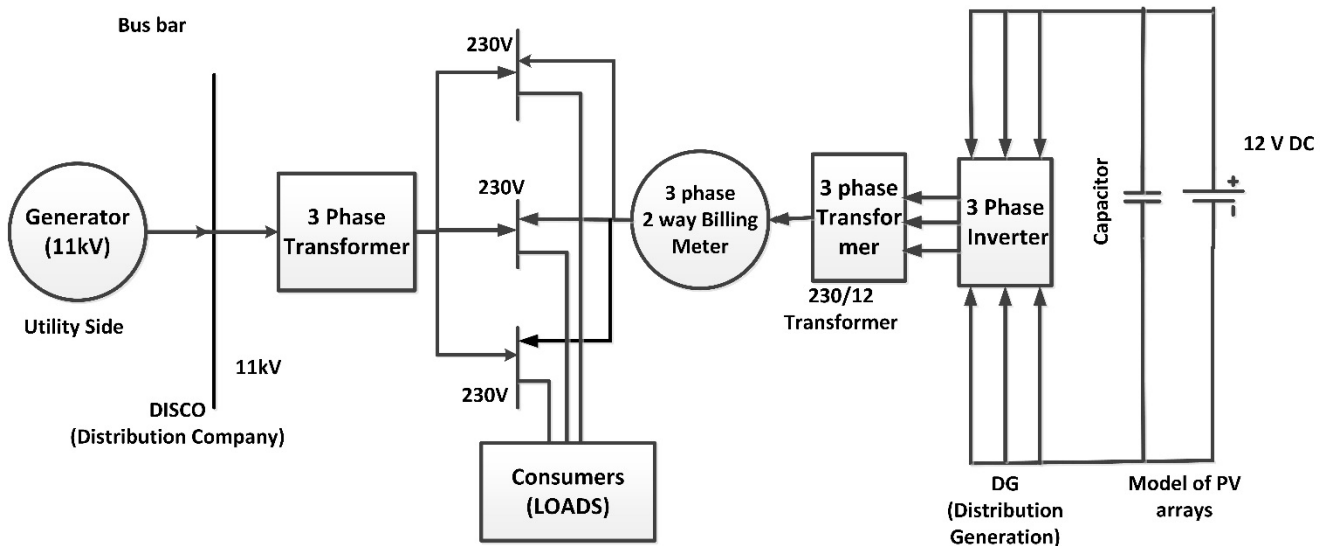 Bus bar
230V
12 V DC
Generator
(11kV)
3 Phase
Transformer
230V
3 phase
2 way Billing
Meter
3 phase
Transfor
mer
3 Phase
Inverter
Capacitor
+
-
Utility Side
230/12
Transformer
11kV
230V
DISCO
(Distribution Company)
Consumers
(LOADS)
DG
(Distribution
Generation)
Model of PV
arrays